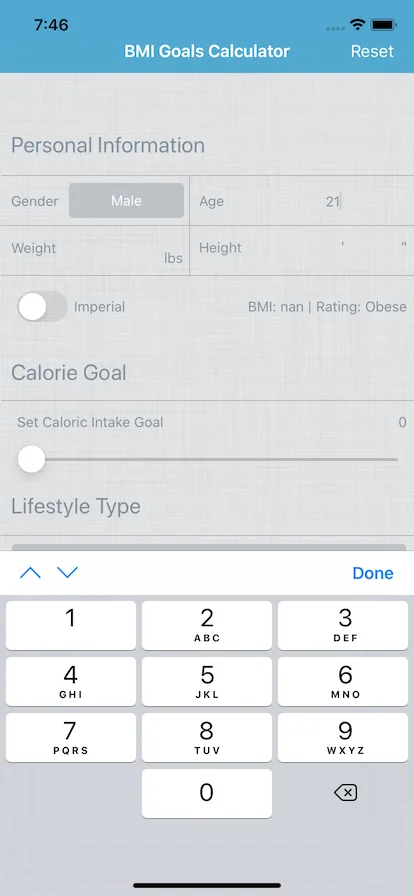 7:46
BMI Goals Calculator Reset
Personal Information
Gender Male Age 21
Weight lbs Height ' "
Imperial BMI: nan | Rating: Obese
Calorie Goal
Set Caloric Intake Goal 0
Lifestyle Type
Done
1 2 3
ABC DEF
4 5 6
GHI JKL MNO
7 8 9
PQRS TUV WXYZ
0